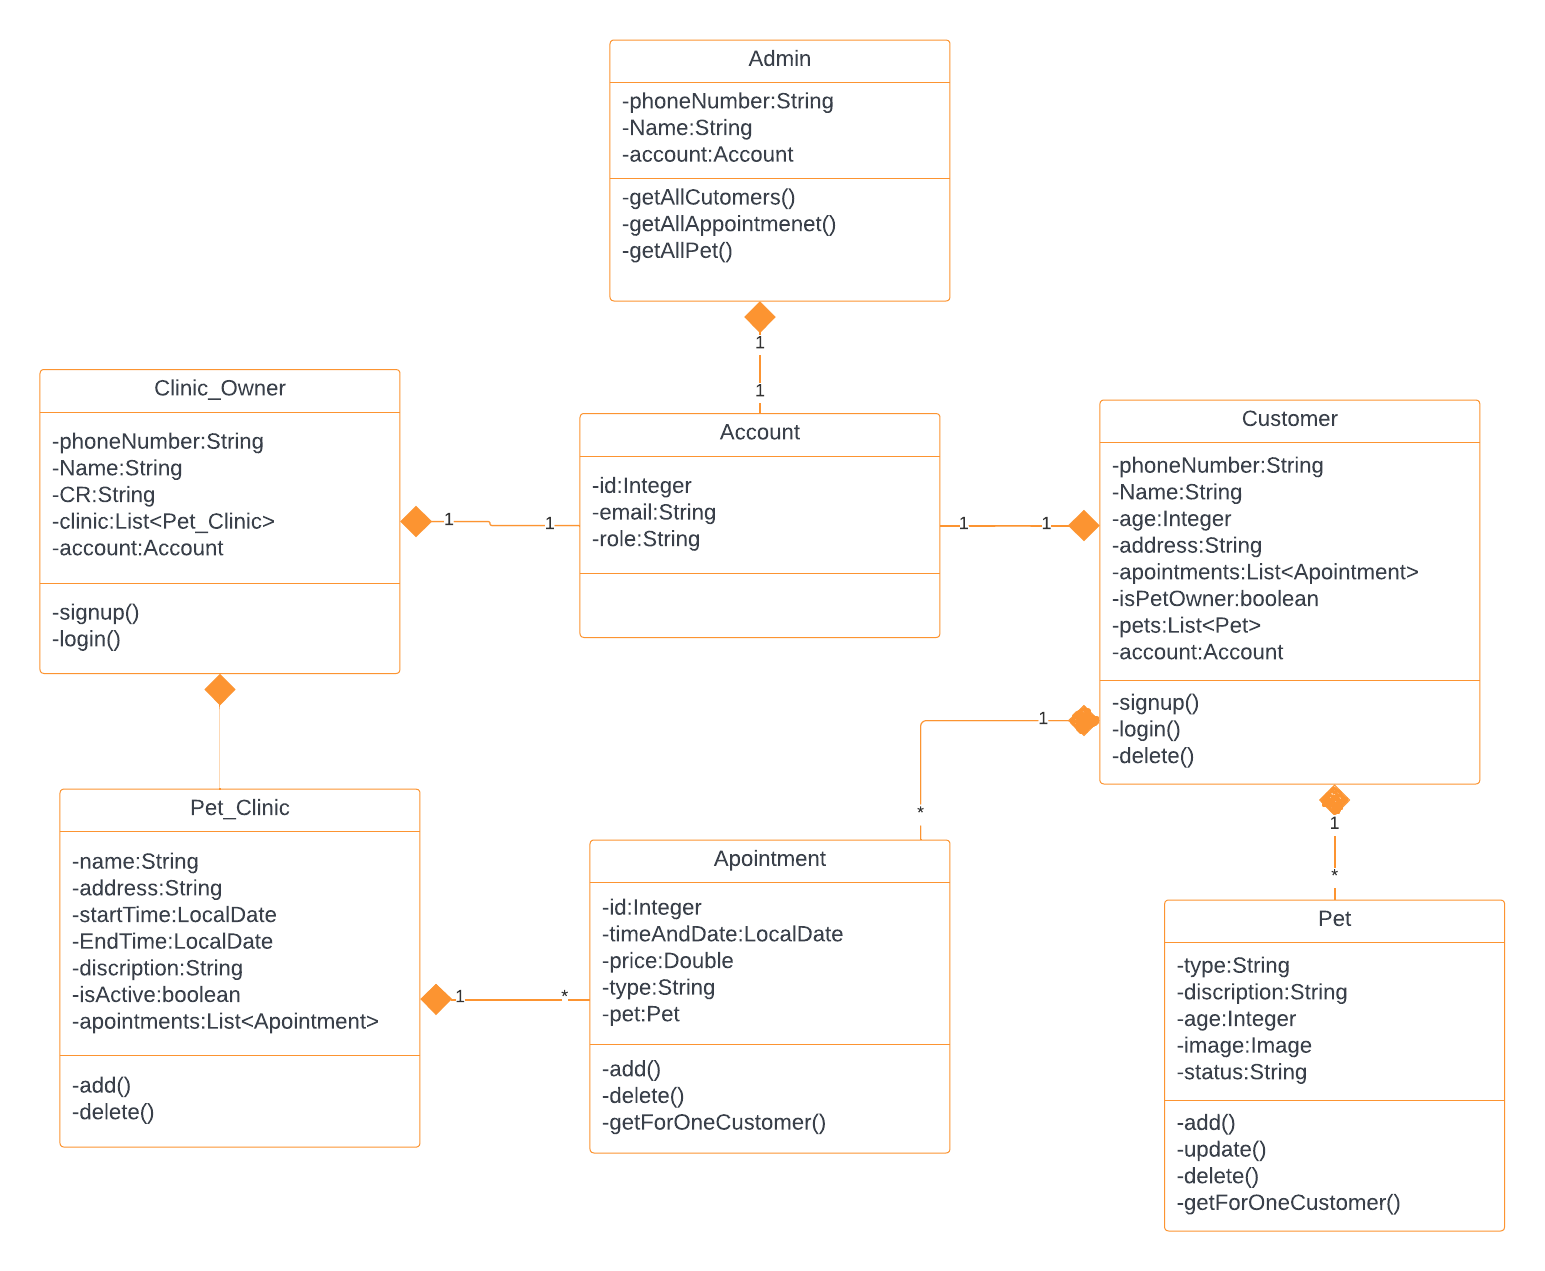 Admin
-phoneNumber:String
-Name:String
-account:Account
-getAllCutomers()
-getAllAppointmenet()
-getAllPet()
1
1
Clinic_Owner
-phoneNumber:String
-Name:String
-CR:String
-clinic:List<Pet_Clinic>
-account:Account
-signup()
-login()
1
1
Account
-id:Integer
-email:String
-role:String
1
1
Customer
-phoneNumber:String
-Name:String
-age:Integer
-address:String
-apointments:List<Apointment>
-isPetOwner:boolean
-pets:List<Pet>
-account:Account
-signup()
-login()
-delete()
1
*
1
*
Pet_Clinic
-name:String
-address:String
-startTime:LocalDate
-EndTime:LocalDate
-discription:String
-isActive:boolean
-apointments:List<Apointment>
-add()
-delete()
1
*
Apointment
-id:Integer
-timeAndDate:LocalDate
-price:Double
-type:String
-pet:Pet
-add()
-delete()
-getForOneCustomer()
Pet
-type:String
-discription:String
-age:Integer
-image:Image
-status:String
-add()
-update()
-delete()
-getForOneCustomer()